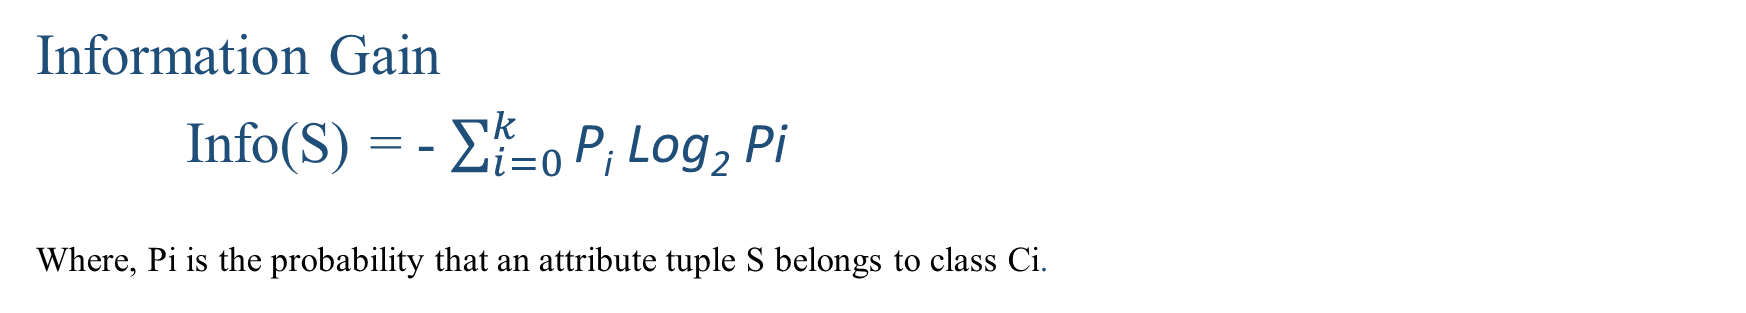 Information Gain
Info(S) = - ∑ᵏᵢ₌₀ Pᵢ Log₂ Pi
Where, Pi is the probability that an attribute tuple S belongs to class Ci.